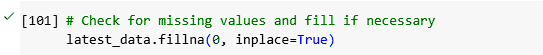 [101] # Check for missing values and fill if necessary
latest_data.fillna(0, inplace=True)